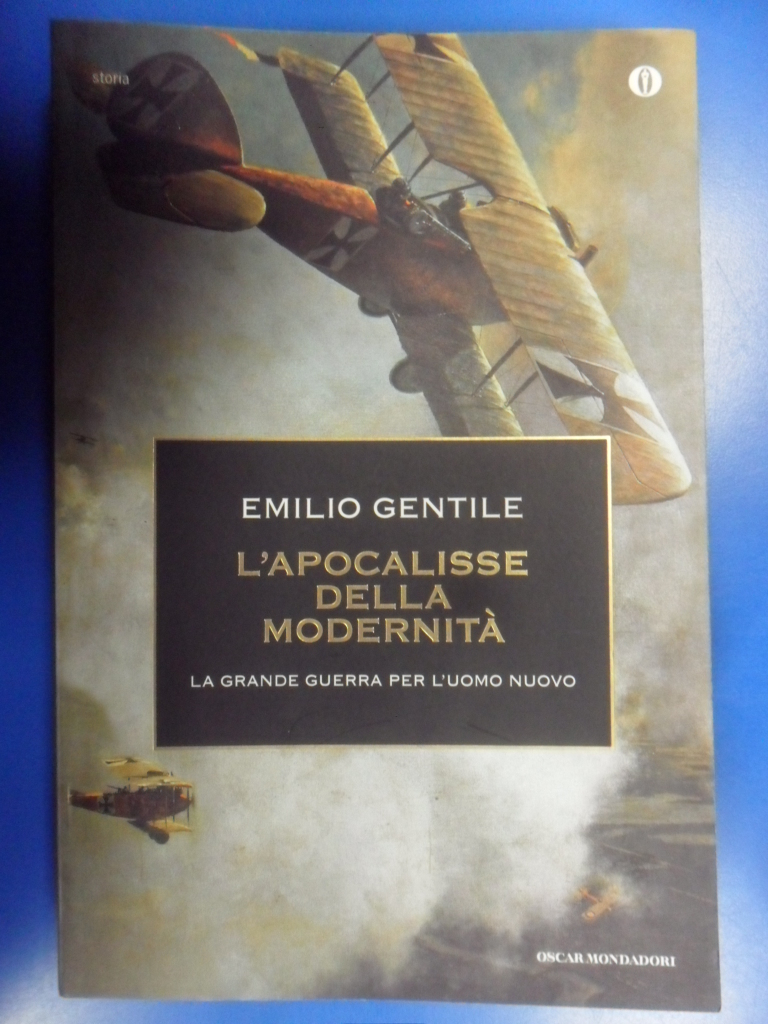 storia
EMILIO GENTILE
L'APOCALISSE
DELLA
MODERNITÀ
LA GRANDE GUERRA PER L'UOMO NUOVO
OSCAR MONDADORI